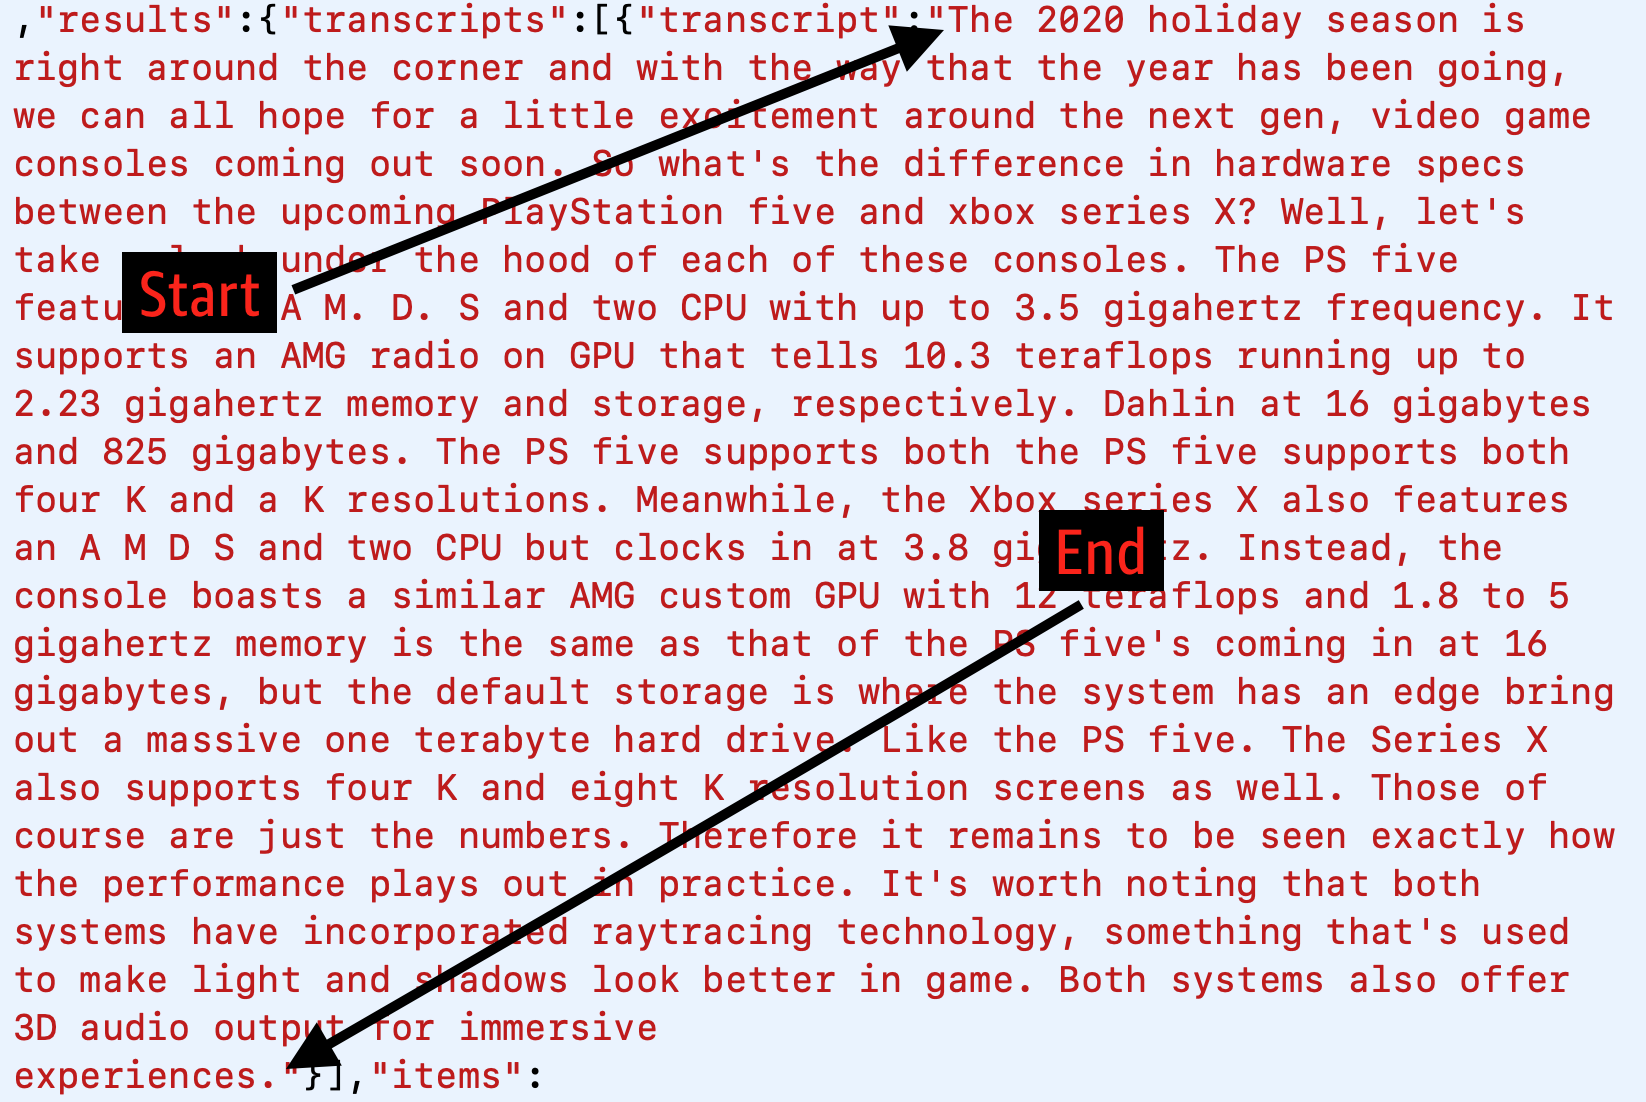 ,"results":{"transcripts":[{"transcript":"The 2020 holiday season is
right around the corner and with the way that the year has been going,
we can all hope for a little excitement around the next gen, video game
consoles coming out soon. So what's the difference in hardware specs
between the upcoming PlayStation five and xbox series X? Well, let's
take under the hood of each of these consoles. The PS five
Start
A M. D. S and two CPU with up to 3.5 gigahertz frequency. It
supports an AMG radio on GPU that tells 10.3 teraflops running up to
2.23 gigahertz memory and storage, respectively. Dahlin at 16 gigabytes
and 825 gigabytes. The PS five supports both the PS five supports both
four K and a K resolutions. Meanwhile, the Xbox series X also features
an A M D S and two CPU but clocks in at 3.8 Instead, the
End
console boasts a similar AMG custom GPU with 12 teraflops and 1.8 to 5
gigahertz memory is the same as that of the PS five's coming in at 16
gigabytes, but the default storage is where the system has an edge bring
out a massive one terabyte hard drive. Like the PS five. The Series X
also supports four K and eight K resolution screens as well. Those of
course are just the numbers. Therefore it remains to be seen exactly how
the performance plays out in practice. It's worth noting that both
systems have incorporated raytracing technology, something that's used
to make light and shadows look better in game. Both systems also offer
3D audio output for immersive
experiences."}],"items":